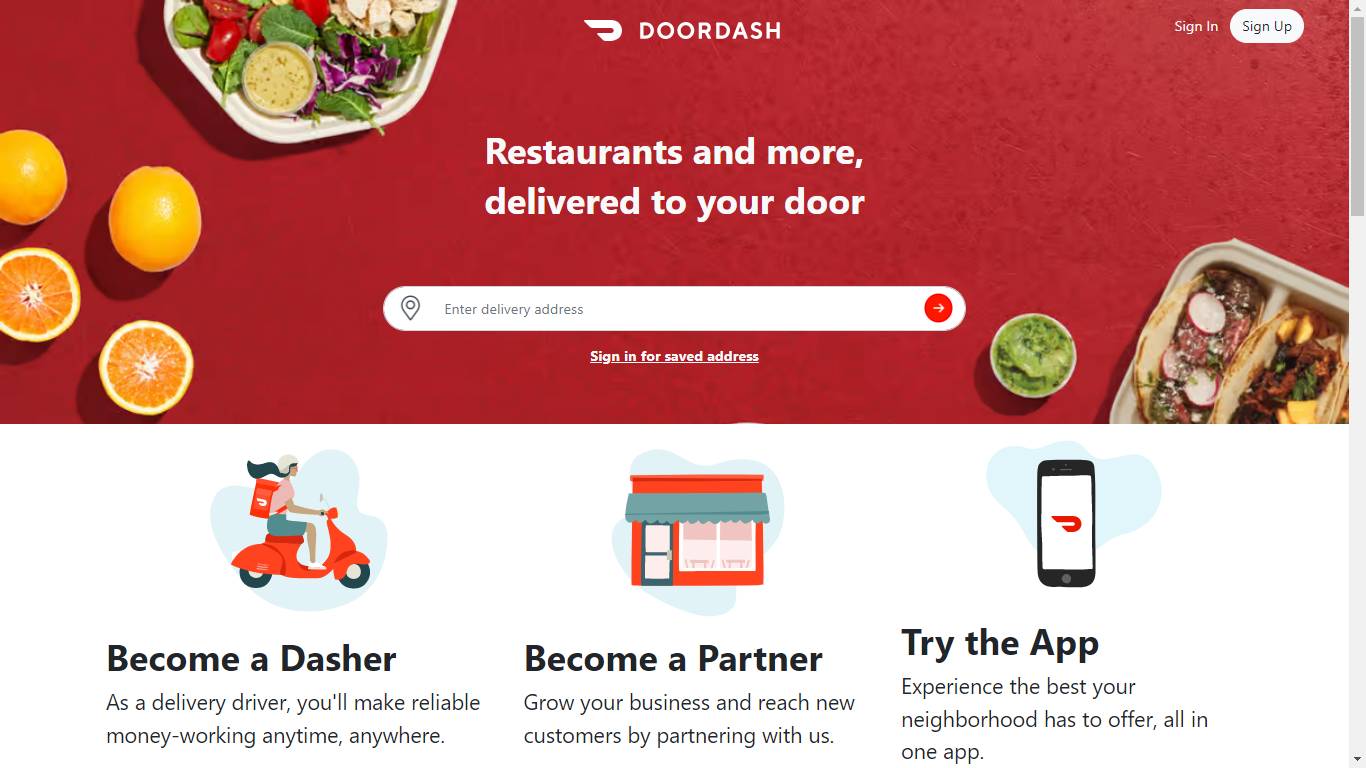 DOORDASH
Sign In
Sign Up
Restaurants and more,
delivered to your door
Enter delivery address
Sign in for saved address
Become a Dasher
As a delivery driver, you'll make reliable
money-working anytime, anywhere.
Become a Partner
Grow your business and reach new
customers by partnering with us.
Try the App
Experience the best your
neighborhood has to offer, all in
one app.